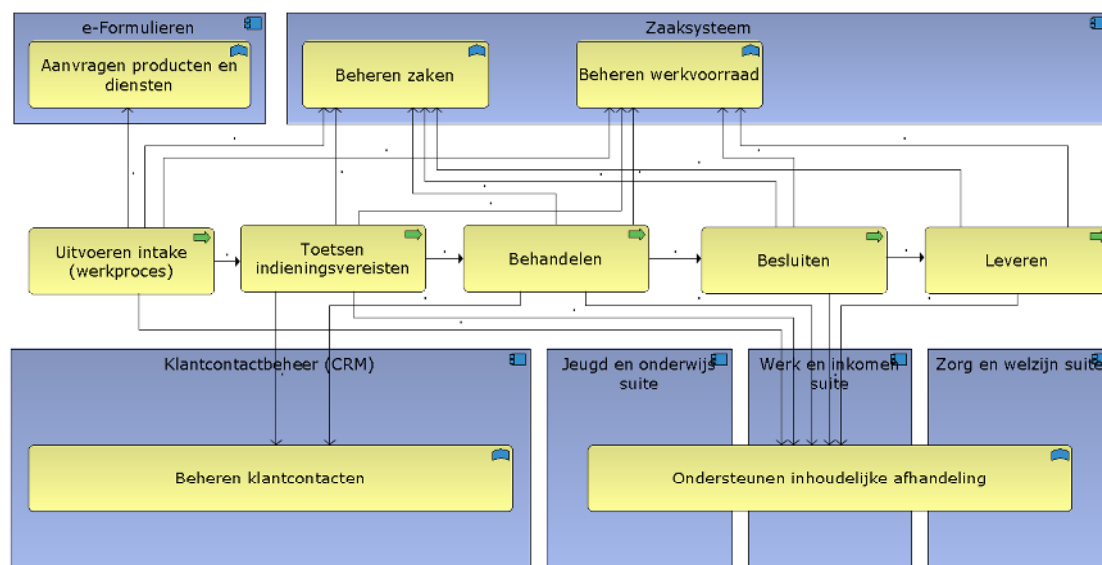 e-Formulieren
Zaaksysteem
Aanvragen producten en
diensten
Beheren zaken
Beheren werkvoorraad
Uitvoeren intake
(werkproces)
Toetsen
indieningsvereisten
Behandelen
Besluiten
Leveren
Klantcontactbeheer (CRM)
Jeugd en onderwijs
suite
Werk en inkomen
suite
Zorg en welzijn suite
Beheren klantcontacten
Ondersteunen inhoudelijke afhandeling